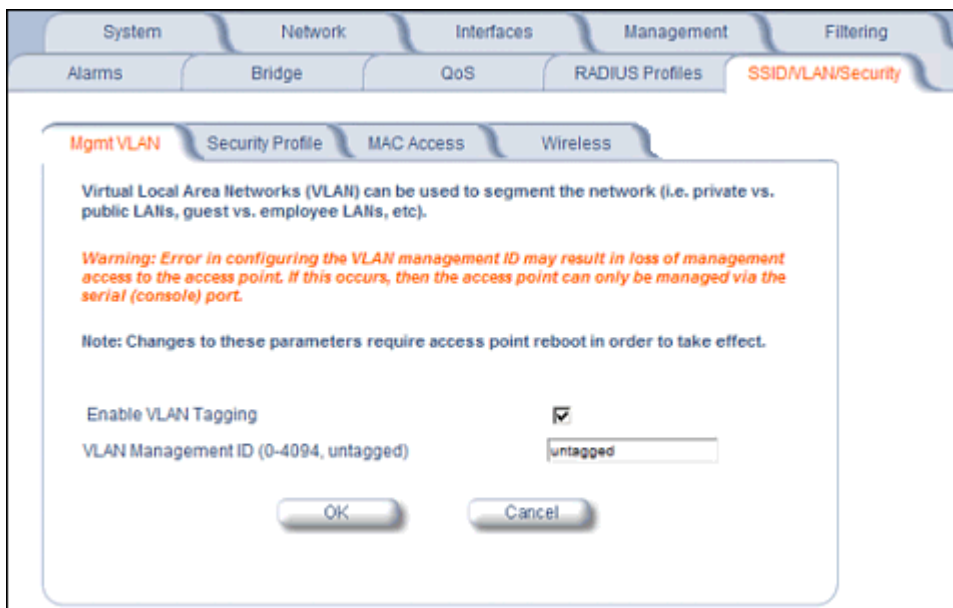 System Network Interfaces Management Filtering
Alarms Bridge QoS RADIUS Profiles SSID/VLAN/Security
Mgmt VLAN Security Profile MAC Access Wireless
Virtual Local Area Networks (VLAN) can be used to segment the network (i.e. private vs.
public LANs, guest vs. employee LANs, etc).
Warning: Error in configuring the VLAN management ID may result in loss of management
access to the access point. If this occurs, then the access point can only be managed via the
serial (console) port.
Note: Changes to these parameters require access point reboot in order to take effect.
Enable VLAN Tagging
VLAN Management ID (0-4094, untagged) untagged
OK Cancel